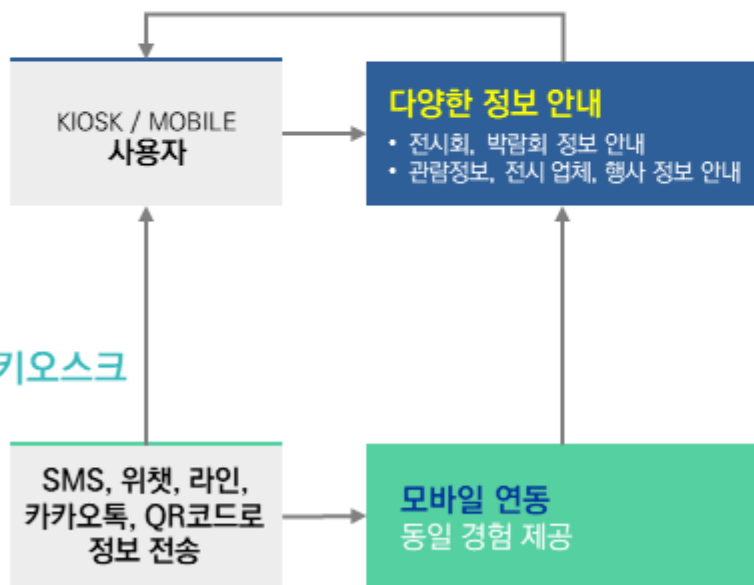 KIOSK / MOBILE
사용자
다양한 정보 안내
• 전시회, 박람회 정보 안내
• 관람정보, 전시 업체, 행사 정보 안내
키오스크
SMS, 위챗, 라인,
카카오톡, QR코드로
정보 전송
모바일 연동
동일 경험 제공